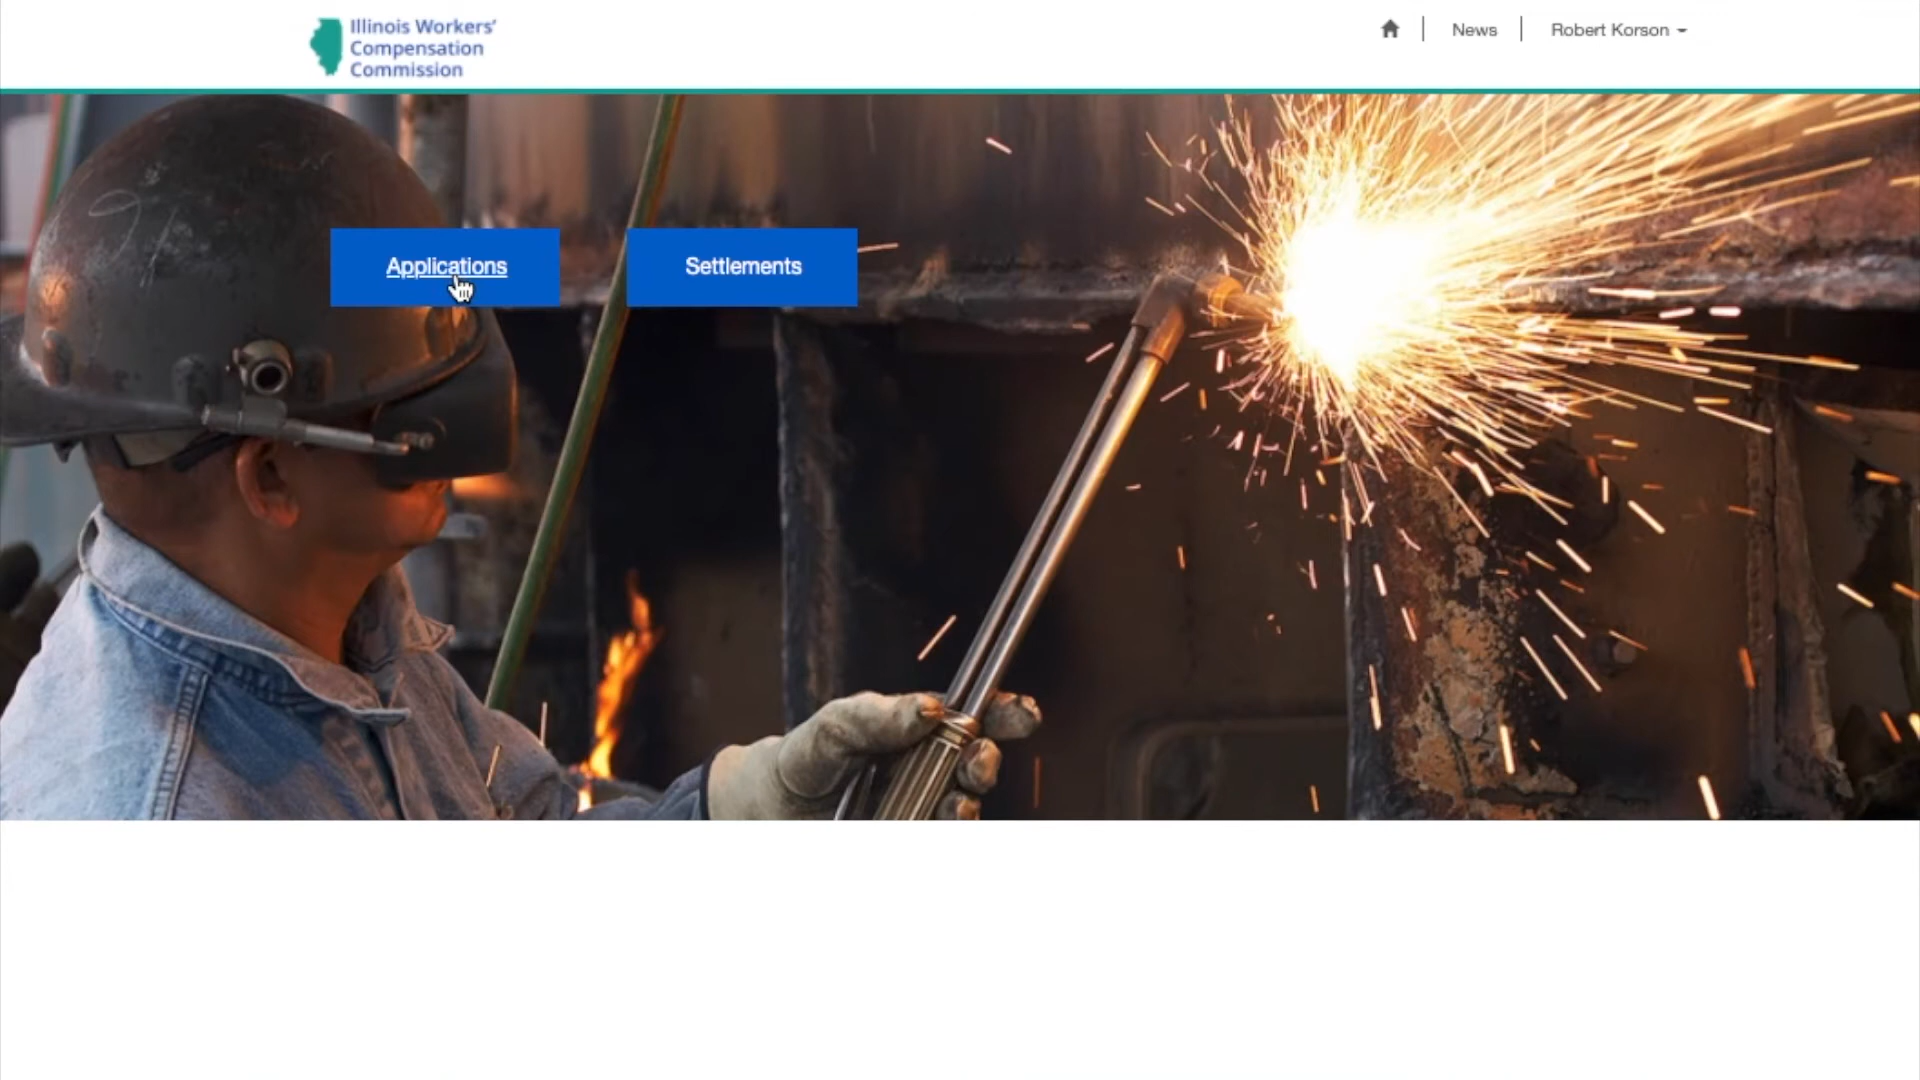 Illinois Workers'
Compensation
Commission
News
Robert Korson
Applications
Settlements